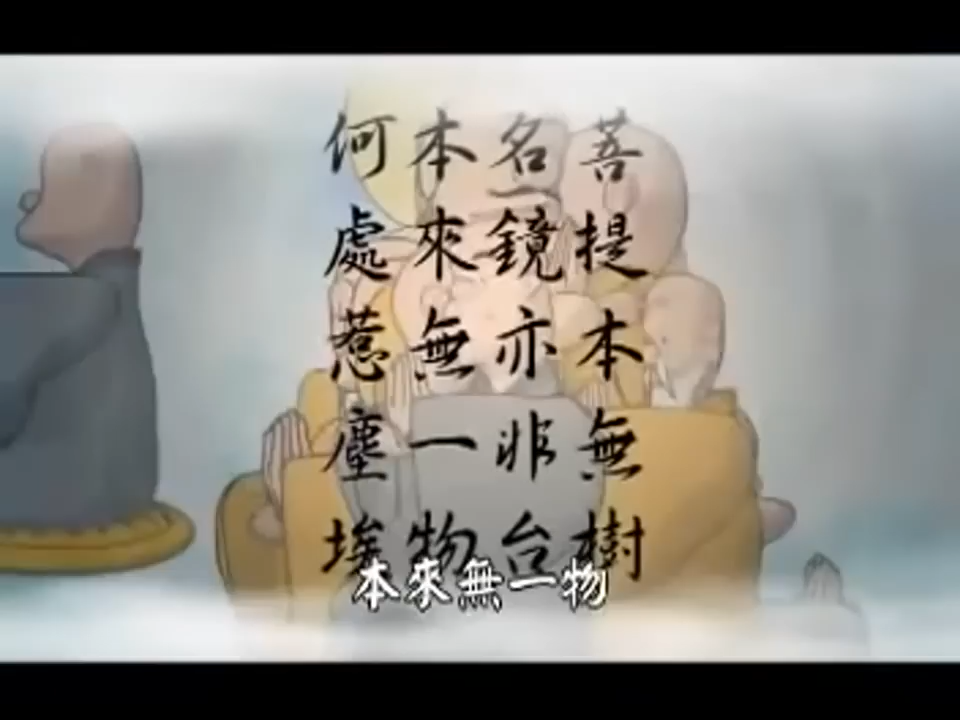 菩提本無樹
名鏡亦非台
本來無一物
何處惹塵埃
本來無一物